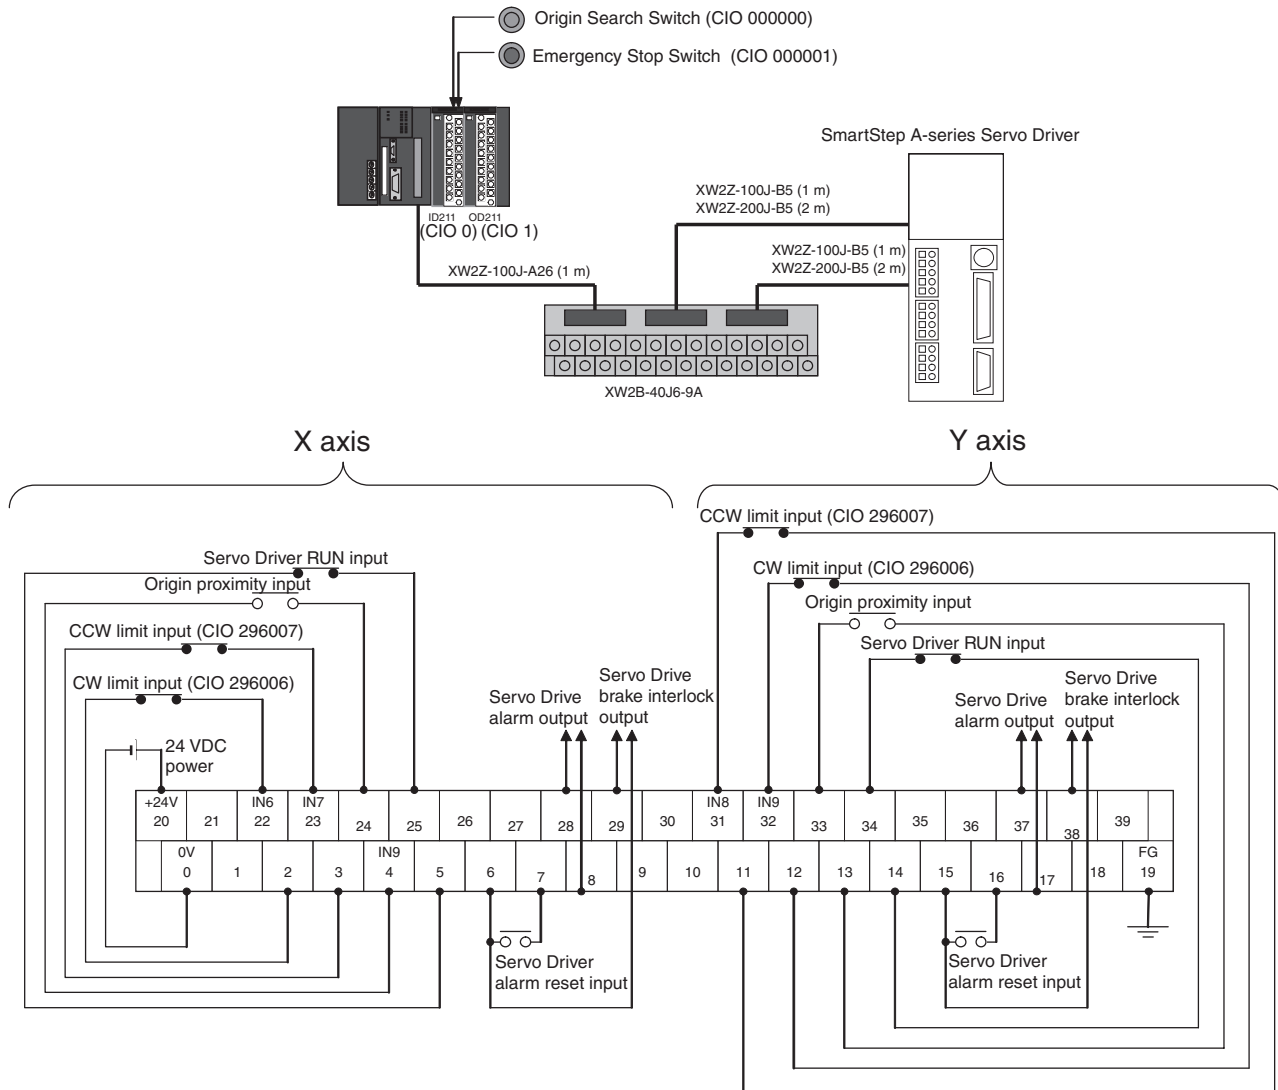 Origin Search Switch (CIO 000000)
Emergency Stop Switch (CIO 000001)
SmartStep A-series Servo Driver
XW2Z-100J-B5 (1 m)
XW2Z-200J-B5 (2 m)
ID211 OD211
(CIO 0) (CIO 1)
XW2Z-100J-B5 (1 m)
XW2Z-200J-B5 (2 m)
XW2Z-100J-A26 (1 m)
XW2B-40J6-9A
X axis
Y axis
CCW limit input (CIO 296007)
Servo Driver RUN input
CW limit input (CIO 296006)
Origin proximity input
Origin proximity input
CCW limit input (CIO 296007)
Servo Driver RUN input
CW limit input (CIO 296006)
Servo Drive
alarm output
Servo Drive
brake interlock
output
Servo Drive
alarm output
Servo Drive
brake interlock
output
24 VDC
power
+24V IN6 IN7 IN8 IN9
20 21 22 23 24 25 26 27 28 29 30 31 32 33 34 35 36 37 38 39
0V IN9 FG
0 1 2 3 4 5 6 7 8 9 10 11 12 13 14 15 16 17 18 19
Servo Driver
alarm reset input
Servo Driver
alarm reset input